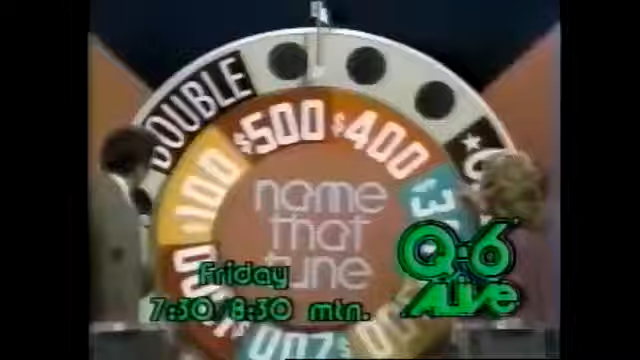 DOUBLE
$500
$400
$100
name
that
tune
Friday
7:30/8:30 mtn.
Q-6
ALIVE